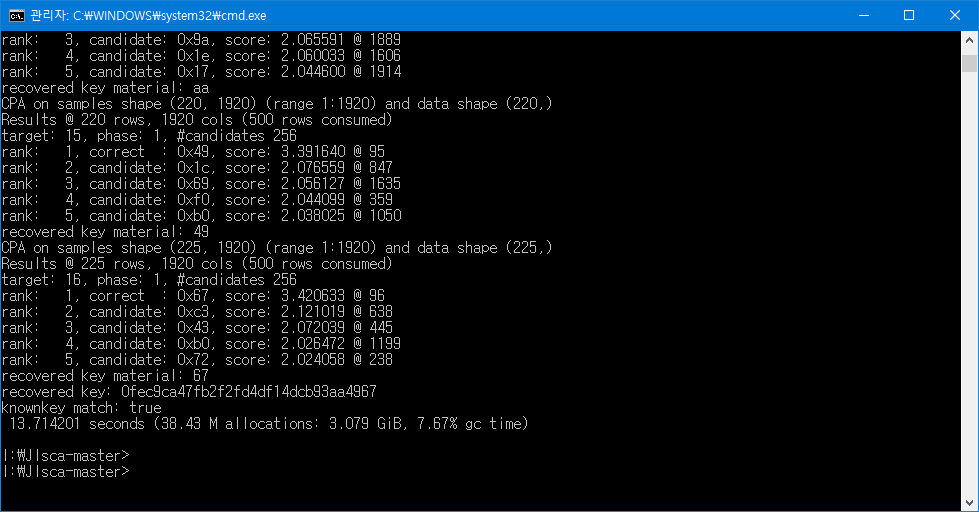 관리자: C:₩WINDOWS₩system32₩cmd.exe
rank:   3, candidate: 0x9a, score: 2.065591 @ 1889
rank:   4, candidate: 0x1e, score: 2.060033 @ 1606
rank:   5, candidate: 0x17, score: 2.044600 @ 1914
recovered key material: aa
CPA on samples shape (220, 1920) (range 1:1920) and data shape (220,)
Results @ 220 rows, 1920 cols (500 rows consumed)
target: 15, phase: 1, #candidates 256
rank:   1, correct  : 0x49, score: 3.391640 @ 95
rank:   2, candidate: 0x1c, score: 2.076559 @ 847
rank:   3, candidate: 0x69, score: 2.056127 @ 1635
rank:   4, candidate: 0xf0, score: 2.044099 @ 359
rank:   5, candidate: 0xb0, score: 2.038025 @ 1050
recovered key material: 49
CPA on samples shape (225, 1920) (range 1:1920) and data shape (225,)
Results @ 225 rows, 1920 cols (500 rows consumed)
target: 16, phase: 1, #candidates 256
rank:   1, correct  : 0x67, score: 3.420633 @ 96
rank:   2, candidate: 0xc3, score: 2.121019 @ 638
rank:   3, candidate: 0x43, score: 2.072039 @ 445
rank:   4, candidate: 0xb0, score: 2.026472 @ 1199
rank:   5, candidate: 0x72, score: 2.024058 @ 238
recovered key material: 67
recovered key: 0fec9ca47fb2f2fd4df14dcb93aa4967
knownkey match: true
 13.714201 seconds (38.43 M allocations: 3.079 GiB, 7.67% gc time)
I:₩Jlsca-master>
I:₩Jlsca-master>